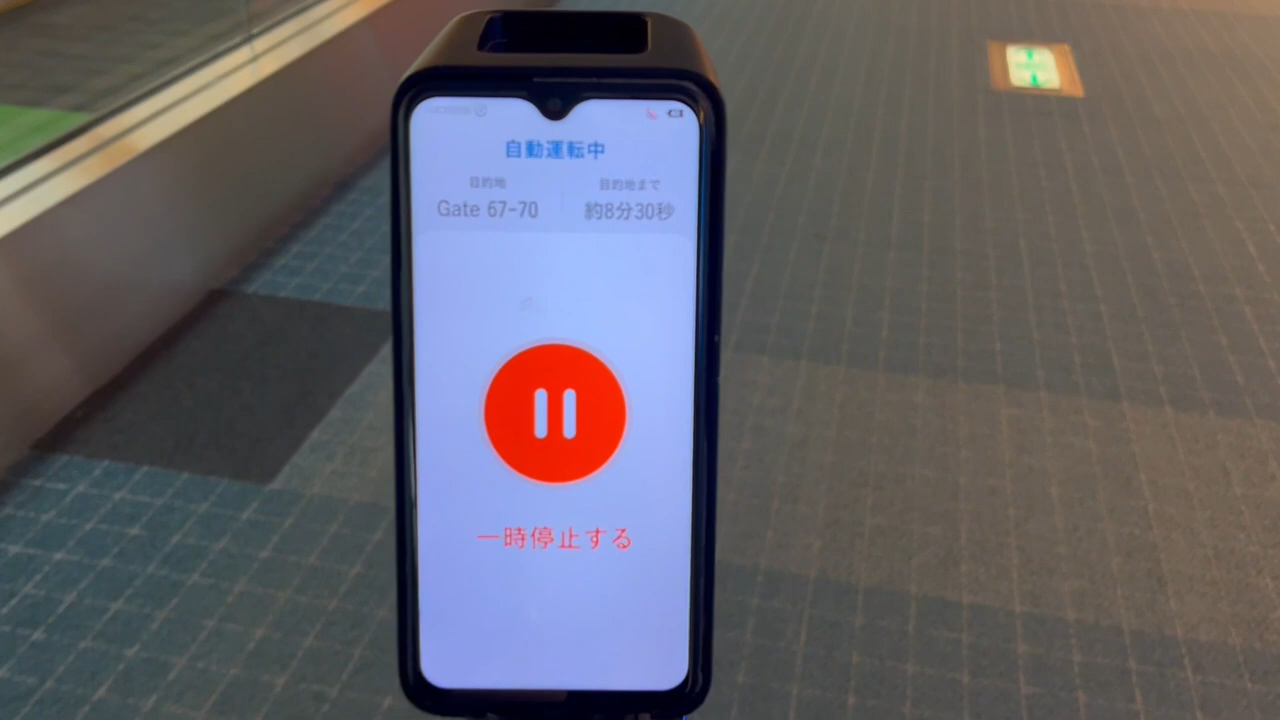 自動運転中
目的地
Gate 67-70
目的地まで
約8分30秒
一時停止する